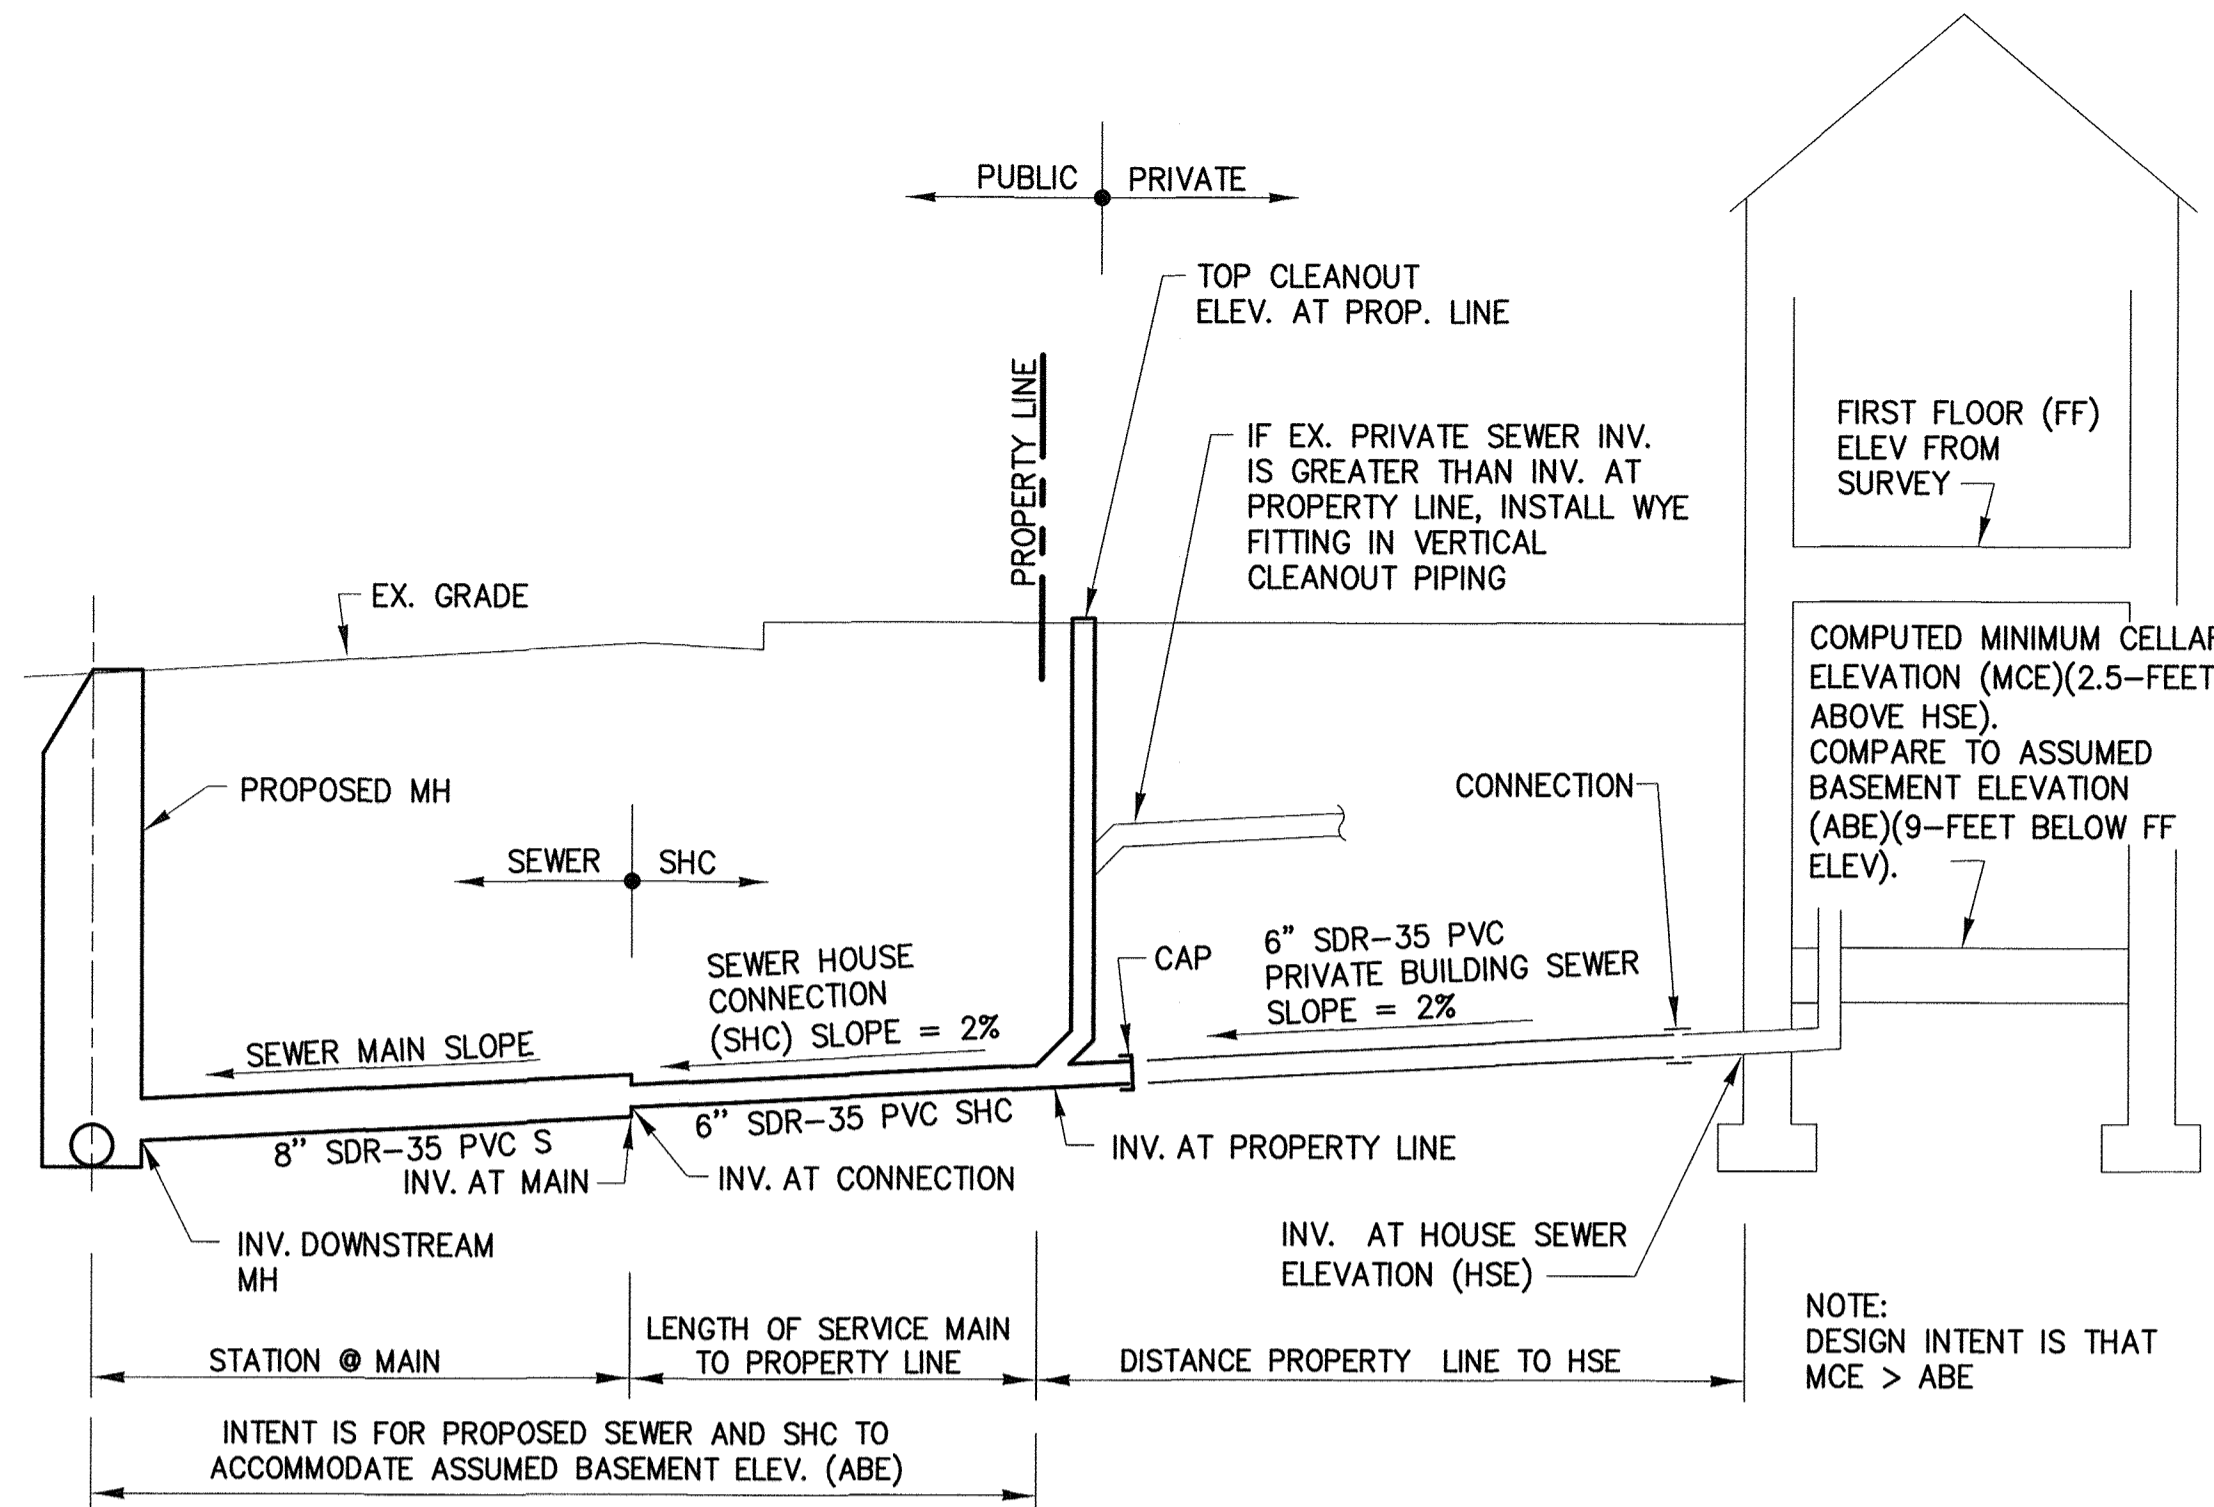 PUBLIC PRIVATE
TOP CLEANOUT
ELEV. AT PROP. LINE
PROPERTY LINE
IF EX. PRIVATE SEWER INV.
IS GREATER THAN INV. AT
PROPERTY LINE, INSTALL WYE
FITTING IN VERTICAL
CLEANOUT PIPING
FIRST FLOOR (FF)
ELEV FROM
SURVEY
EX. GRADE
COMPUTED MINIMUM CELLAR
ELEVATION (MCE)(2.5-FEET
ABOVE HSE).
COMPARE TO ASSUMED
BASEMENT ELEVATION
(ABE)(9-FEET BELOW FF
ELEV).
PROPOSED MH
CONNECTION
SEWER SHC
SEWER HOUSE
CONNECTION
(SHC) SLOPE = 2%
CAP
6" SDR-35 PVC
PRIVATE BUILDING SEWER
SLOPE = 2%
SEWER MAIN SLOPE
8" SDR-35 PVC S
6" SDR-35 PVC SHC
INV. AT MAIN
INV. AT CONNECTION
INV. AT PROPERTY LINE
INV. DOWNSTREAM
MH
INV. AT HOUSE SEWER
ELEVATION (HSE)
STATION @ MAIN
LENGTH OF SERVICE MAIN
TO PROPERTY LINE
DISTANCE PROPERTY LINE TO HSE
NOTE:
DESIGN INTENT IS THAT
MCE > ABE
INTENT IS FOR PROPOSED SEWER AND SHC TO
ACCOMMODATE ASSUMED BASEMENT ELEV. (ABE)